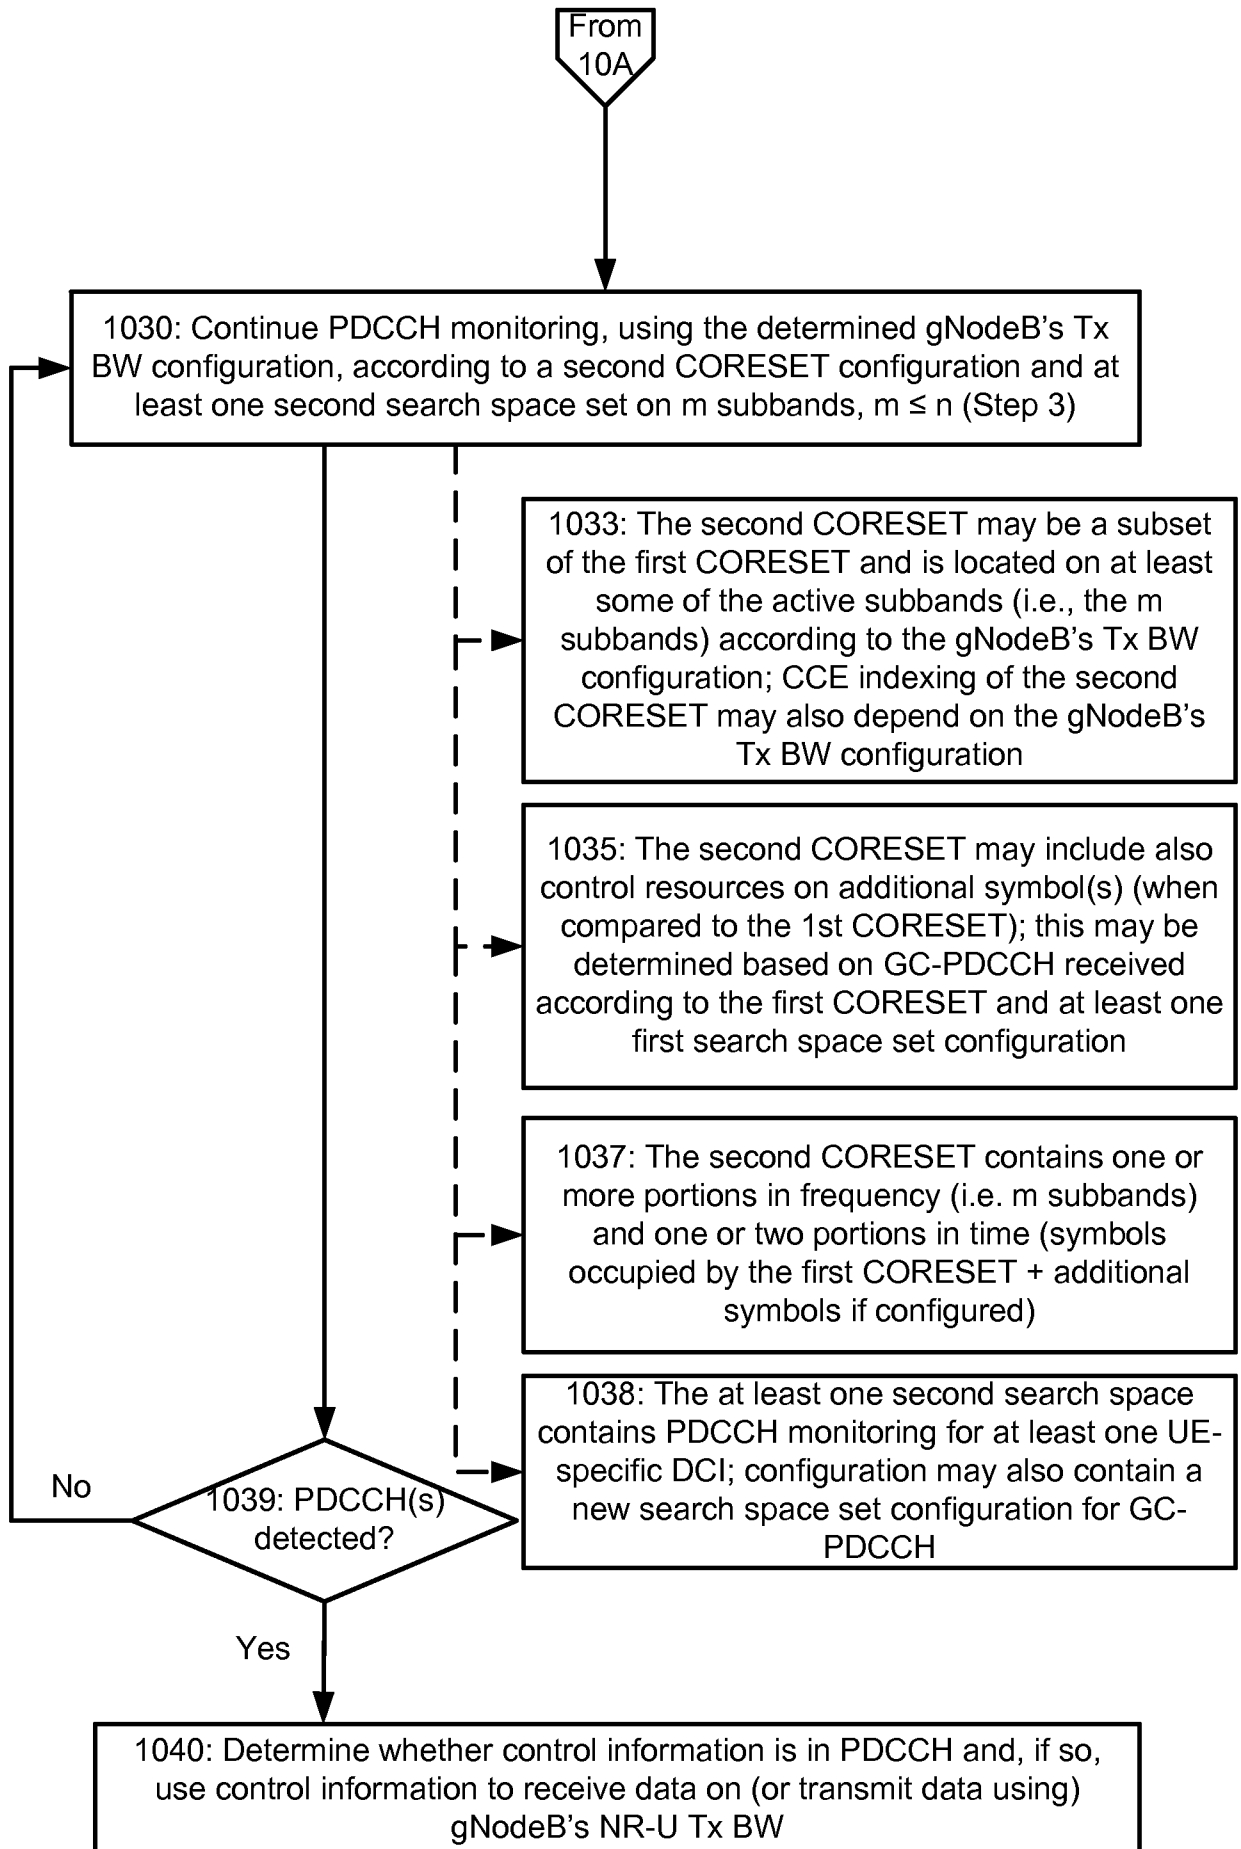 From
10A
1030: Continue PDCCH monitoring, using the determined gNodeB's Tx
BW configuration, according to a second CORESET configuration and at
least one second search space set on m subbands, m ≤ n (Step 3)
1033: The second CORESET may be a subset
of the first CORESET and is located on at least
some of the active subbands (i.e., the m
subbands) according to the gNodeB's Tx BW
configuration; CCE indexing of the second
CORESET may also depend on the gNodeB's
Tx BW configuration
1035: The second CORESET may include also
control resources on additional symbol(s) (when
compared to the 1st CORESET); this may be
determined based on GC-PDCCH received
according to the first CORESET and at least one
first search space set configuration
1037: The second CORESET contains one or
more portions in frequency (i.e. m subbands)
and one or two portions in time (symbols
occupied by the first CORESET + additional
symbols if configured)
1038: The at least one second search space
contains PDCCH monitoring for at least one UE-
specific DCI; configuration may also contain a
new search space set configuration for GC-
PDCCH
No
1039: PDCCH(s)
detected?
Yes
1040: Determine whether control information is in PDCCH and, if so,
use control information to receive data on (or transmit data using)
gNodeB's NR-U Tx BW